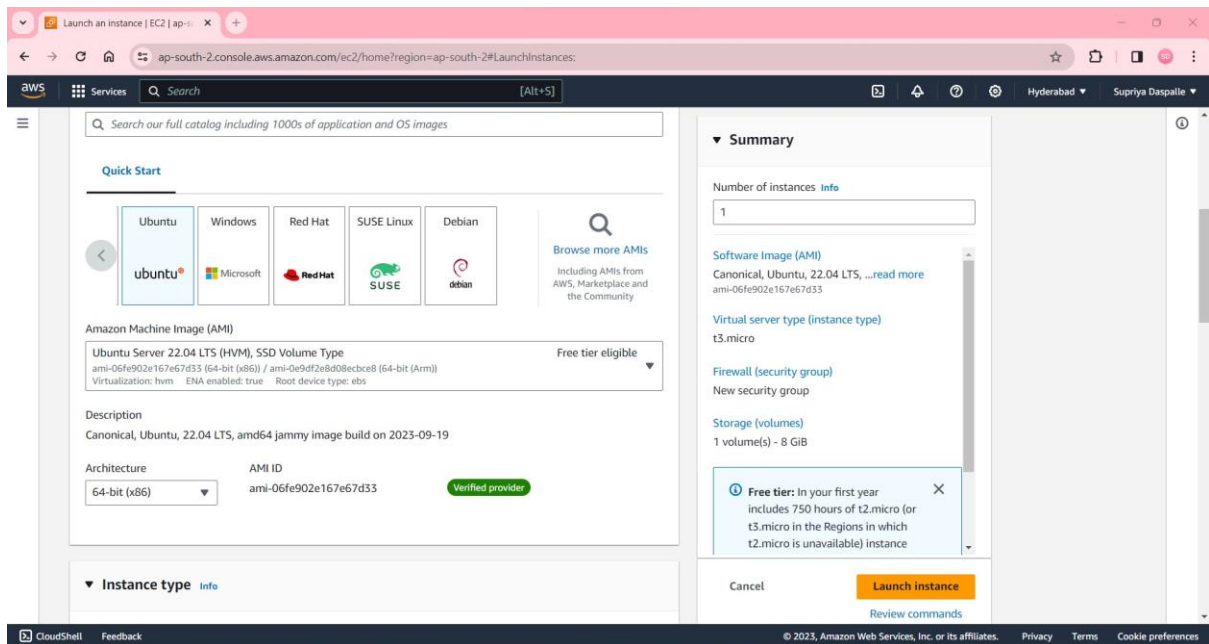 Launch an instance | EC2 | ap-s
ap-south-2.console.aws.amazon.com/ec2/home?region=ap-south-2#LaunchInstances:
aws
Services
Search
[Alt+S]
Hyderabad
Supriya Daspalle
Search our full catalog including 1000s of application and OS images
Quick Start
Ubuntu
Windows
Red Hat
SUSE Linux
Debian
ubuntu
Microsoft
Red Hat
SUSE
debian
Browse more AMIs
Including AMIs from
AWS, Marketplace and
the Community
Amazon Machine Image (AMI)
Ubuntu Server 22.04 LTS (HVM), SSD Volume Type
Free tier eligible
ami-06fe902e167e67d33 (64-bit (x86)) / ami-0e9df2e8d08ecbce8 (64-bit (Arm))
Virtualization: hvm ENA enabled: true Root device type: ebs
Description
Canonical, Ubuntu, 22.04 LTS, amd64 jammy image build on 2023-09-19
Architecture
AMI ID
64-bit (x86)
ami-06fe902e167e67d33
Verified provider
Instance type Info
Summary
Number of instances Info
1
Software Image (AMI)
Canonical, Ubuntu, 22.04 LTS, ...read more
ami-06fe902e167e67d33
Virtual server type (instance type)
t3.micro
Firewall (security group)
New security group
Storage (volumes)
1 volume(s) - 8 GiB
Free tier: In your first year
includes 750 hours of t2.micro (or
t3.micro in the Regions in which
t2.micro is unavailable) instance
Cancel
Launch instance
Review commands
CloudShell
Feedback
© 2023, Amazon Web Services, Inc. or its affiliates.
Privacy
Terms
Cookie preferences